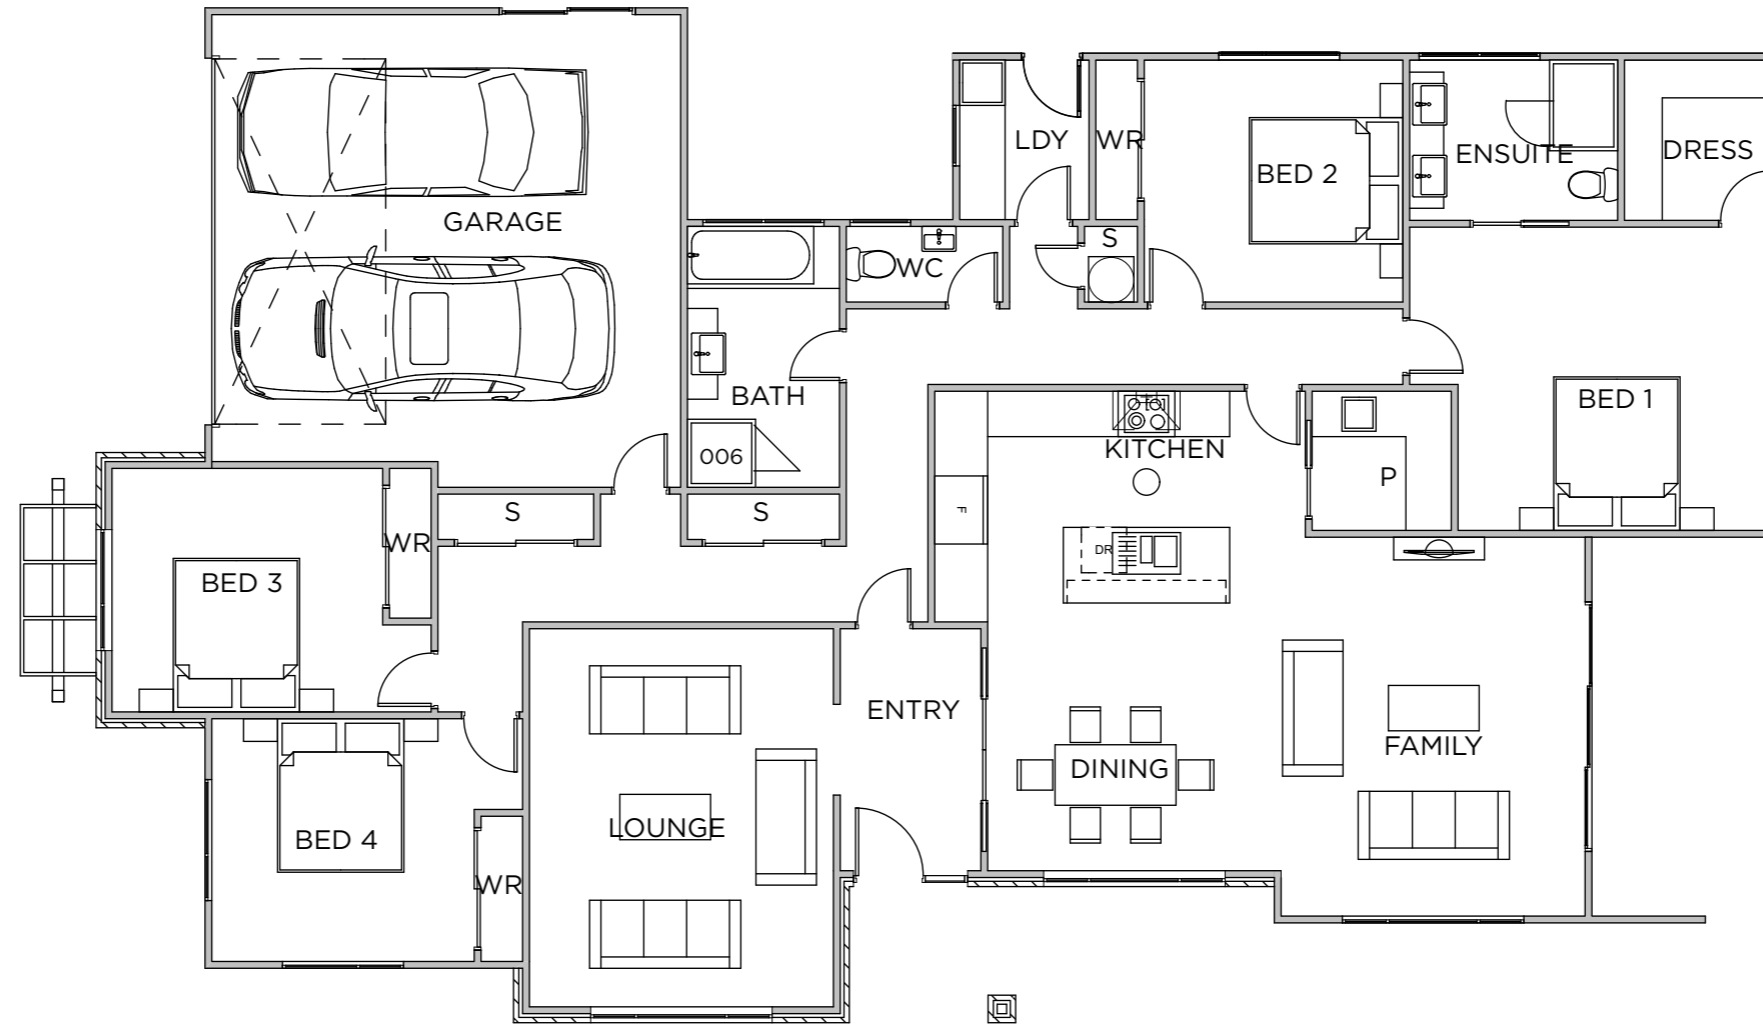 LDY
WR
BED 2
ENSUITE
DRESS
GARAGE
S
WC
BATH
BED 1
KITCHEN
006
P
S
S
F
WR
DR
BED 3
ENTRY
FAMILY
DINING
LOUNGE
BED 4
WR